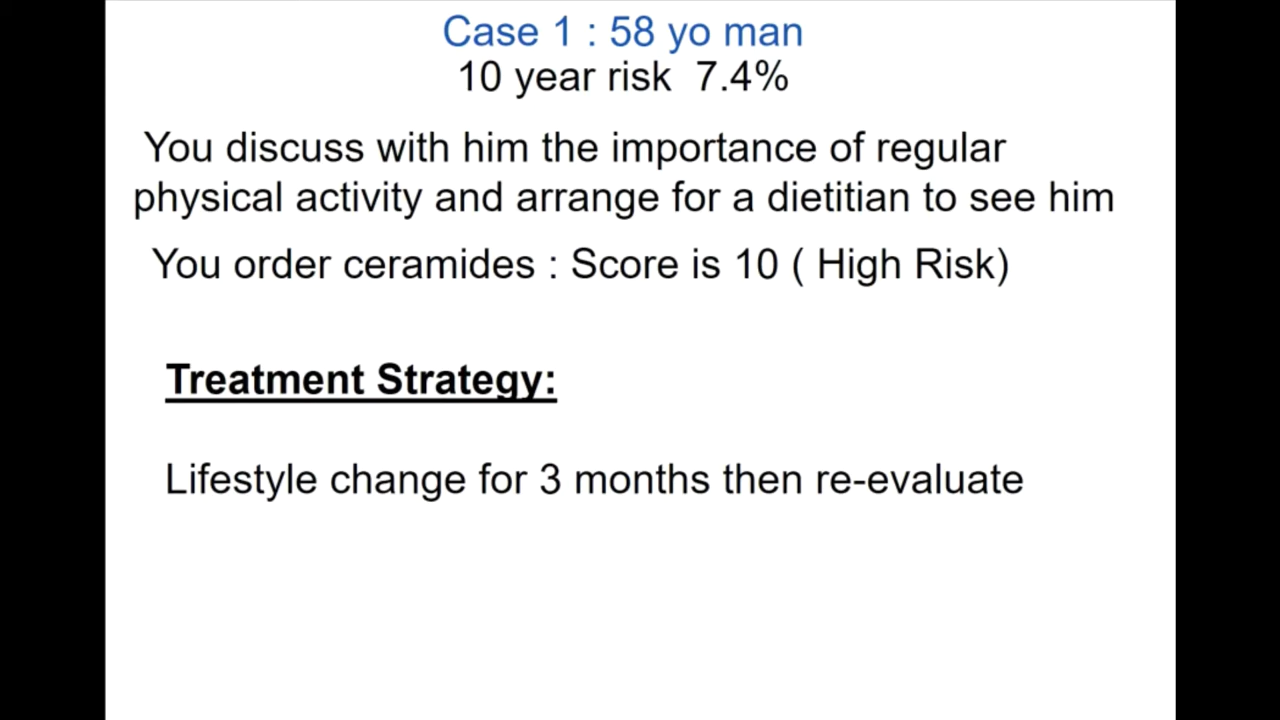 Case 1 : 58 yo man
10 year risk 7.4%
You discuss with him the importance of regular
physical activity and arrange for a dietitian to see him
You order ceramides : Score is 10 ( High Risk)
Treatment Strategy:
Lifestyle change for 3 months then re-evaluate